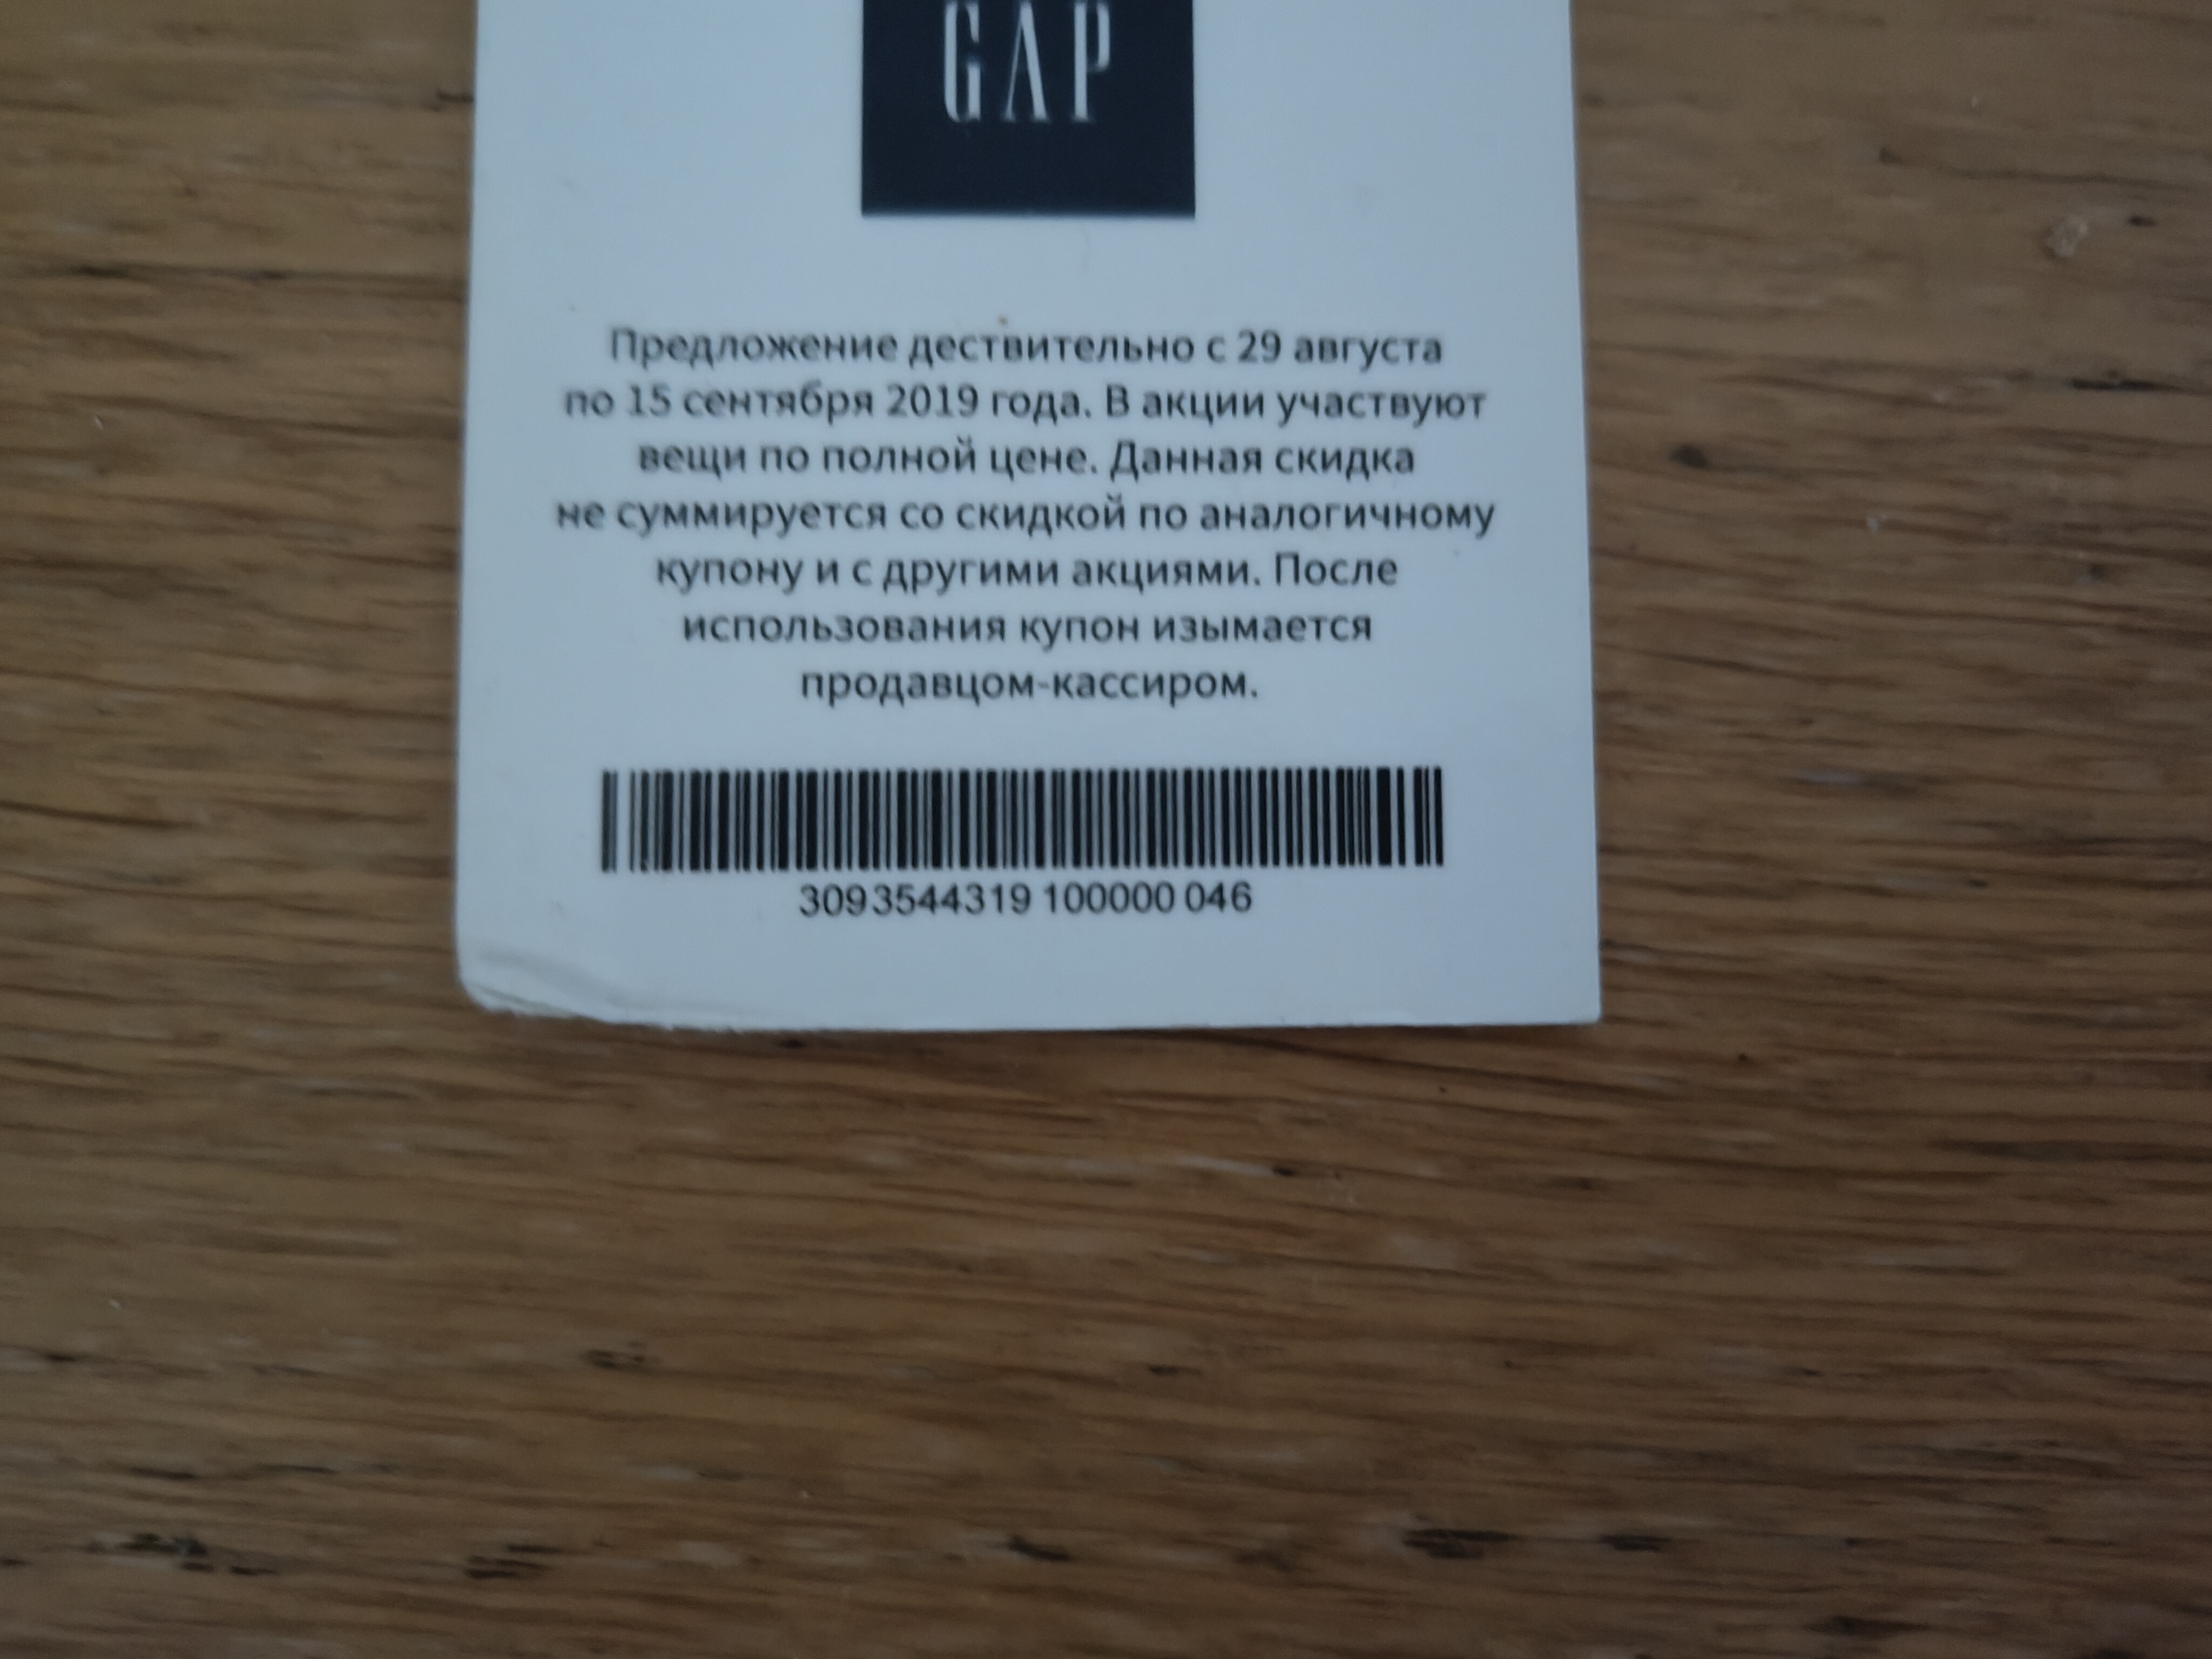 GAP
Предложение дествительно с 29 августа
по 15 сентября 2019 года. В акции участвуют
вещи по полной цене. Данная скидка
не суммируется со скидкой по аналогичному
купону и с другими акциями. После
использования купон изымается
продавцом-кассиром.
3093544319 100000 046